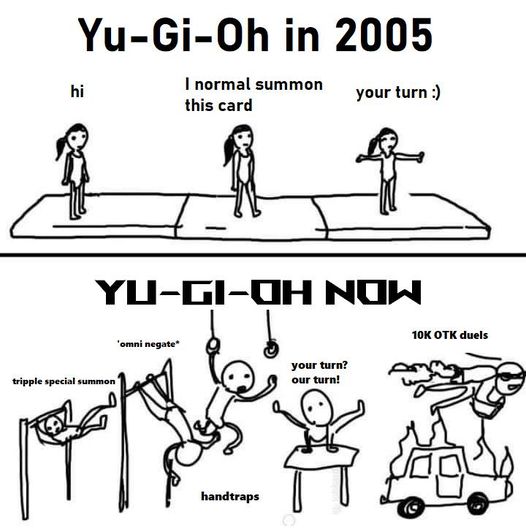 Yu-Gi-Oh in 2005
hi
I normal summon
this card
your turn :)
YU-GI-OH NOW
'omni negate*
10K OTK duels
your turn?
our turn!
tripple special summon
handtraps